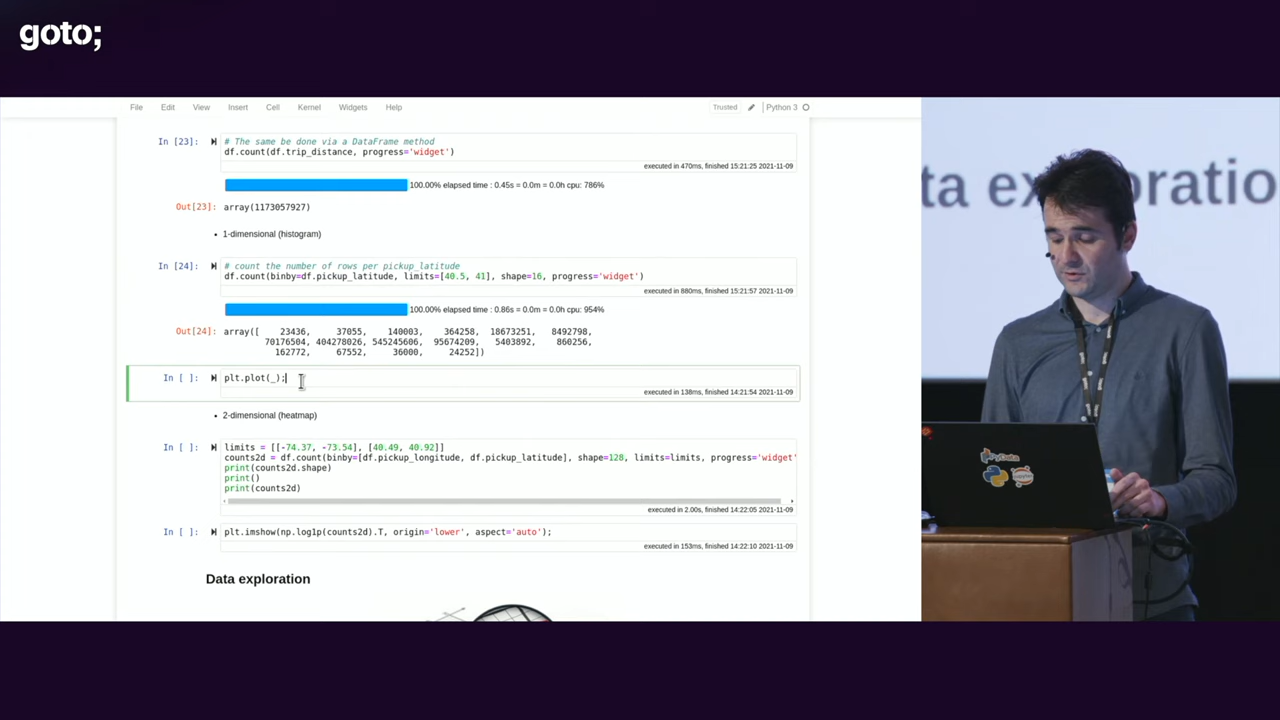 goto;
File Edit View Insert Cell Kernel Widgets Help Trusted Python 3
In [23]: # The same be done via a DataFrame method
df.count(df.trip_distance, progress='widget')
executed in 470ms, finished 15:21:25 2021-11-09
100.00% elapsed time : 0.45s = 0.0m = 0.0h cpu: 786%
Out[23]: array(1173057927)
• 1-dimensional (histogram)
In [24]: # count the number of rows per pickup_latitude
df.count(binby=df.pickup_latitude, limits=[40.5, 41], shape=16, progress='widget')
executed in 880ms, finished 15:21:57 2021-11-09
100.00% elapsed time : 0.86s = 0.0m = 0.0h cpu: 954%
Out[24]: array([ 23436, 37055, 140003, 364258, 18673251, 8492798,
70176504, 404278026, 545245606, 95674209, 5403892, 860256,
162772, 67552, 36000, 24252])
In [ ]: plt.plot(_);
executed in 138ms, finished 14:21:54 2021-11-09
• 2-dimensional (heatmap)
In [ ]: limits = [[-74.37, -73.54], [40.49, 40.92]]
counts2d = df.count(binby=[df.pickup_longitude, df.pickup_latitude], shape=128, limits=limits, progress='widget'
print(counts2d.shape)
print()
print(counts2d)
executed in 2.00s, finished 14:22:05 2021-11-09
In [ ]: plt.imshow(np.log1p(counts2d).T, origin='lower', aspect='auto');
executed in 153ms, finished 14:22:10 2021-11-09
Data exploration
ta exploratio